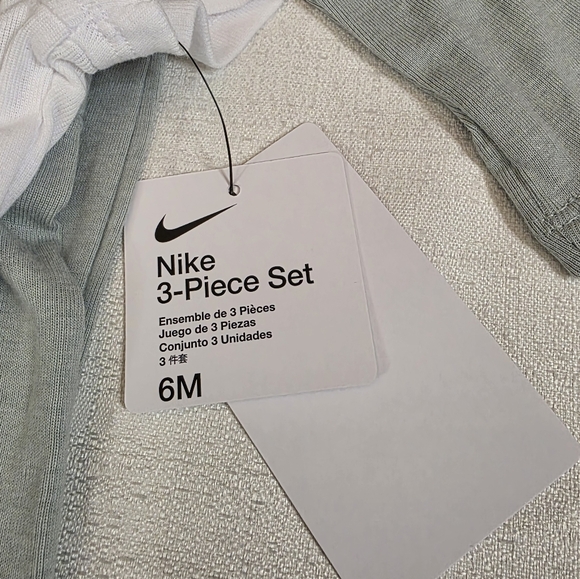 Nike
3-Piece Set
Ensemble de 3 Pièces
Juego de 3 Piezas
Conjunto 3 Unidades
3 件套
6M